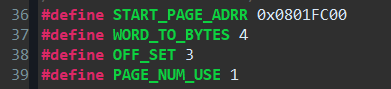 36 #define START_PAGE_ADRR 0x0801FC00
37 #define WORD_TO_BYTES 4
38 #define OFF_SET 3
39 #define PAGE_NUM_USE 1